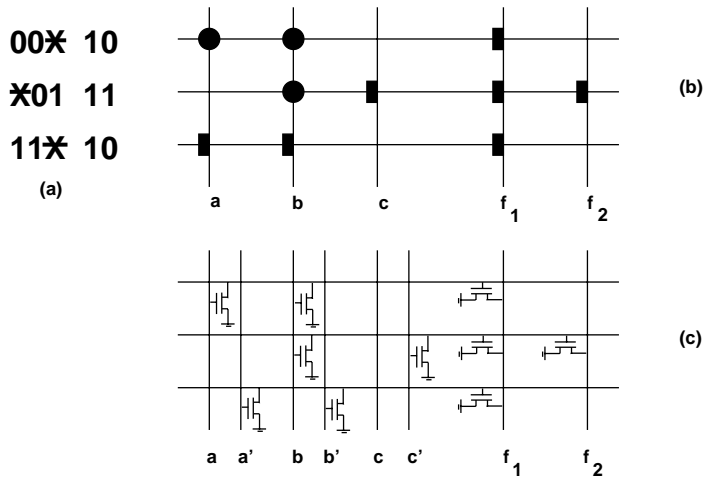 00* 10
*01 11
11* 10
(a)
(b)
a b c f1 f2
(c)
a a’ b b’ c c’ f1 f2